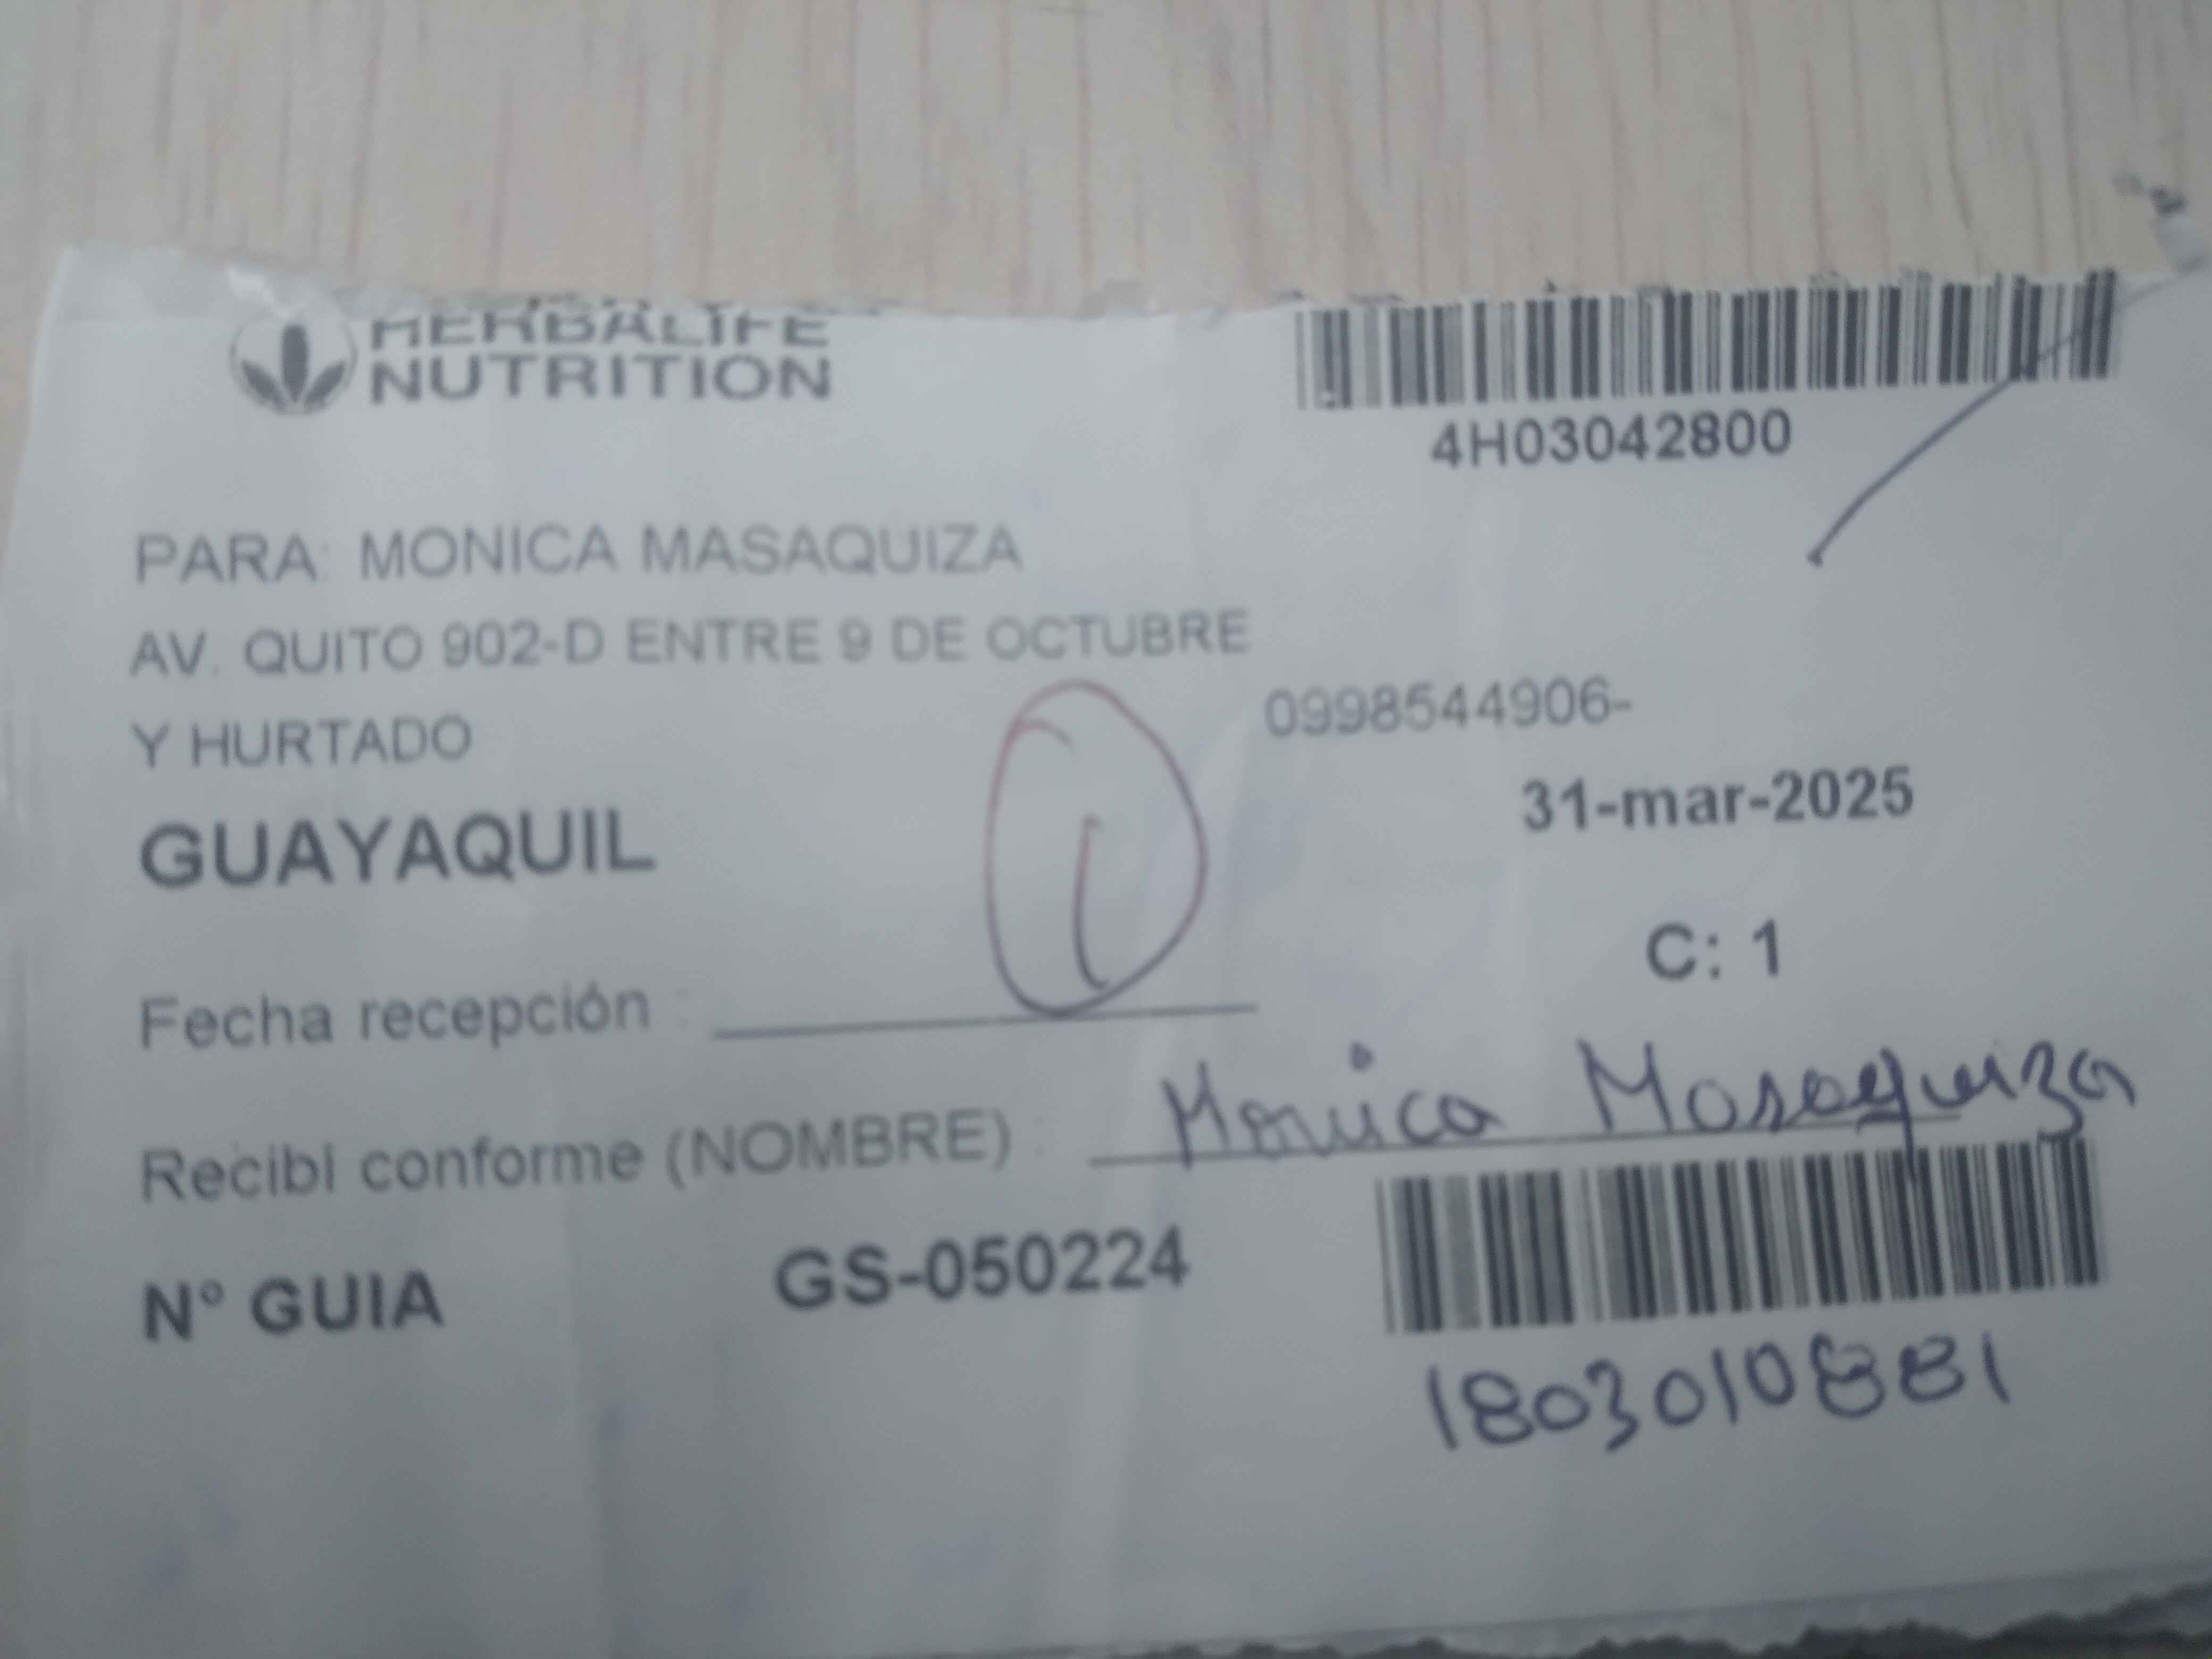 HERBALIFE
NUTRITION
4H03042800
PARA: MONICA MASAQUIZA
AV. QUITO 902-D ENTRE 9 DE OCTUBRE
Y HURTADO
0998544906-
GUAYAQUIL
31-mar-2025
1
C: 1
Fecha recepción :
Recibi conforme (NOMBRE) : Monica Masaquiza
N° GUIA GS-050224
1803010881